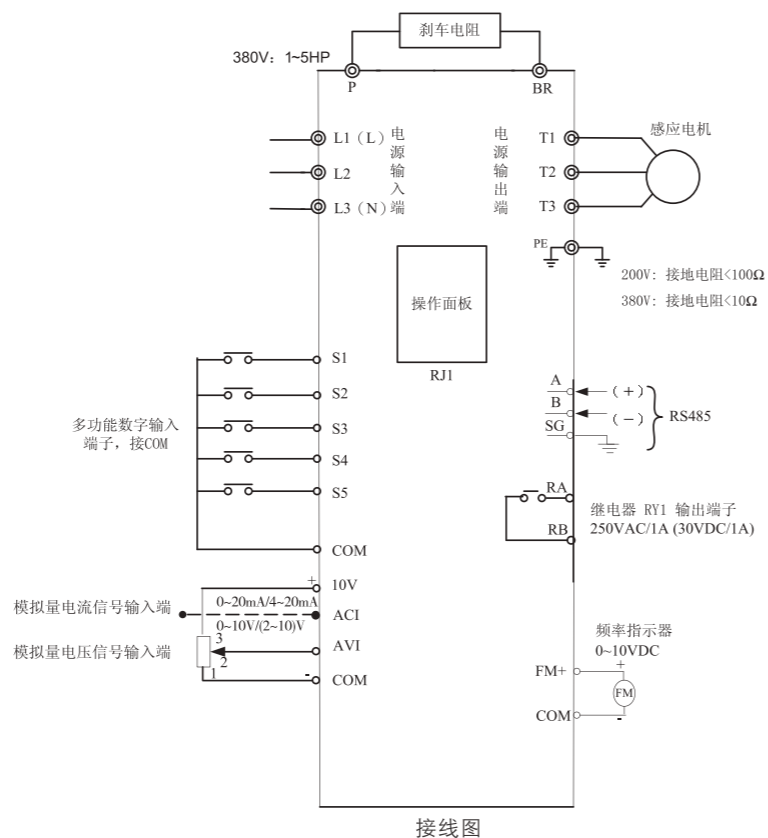 刹车电阻
380V：1~5HP
P
BR
L1（L）
L2
L3（N）
电源输入端
电源输出端
T1
T2
T3
感应电机
PE
200V: 接地电阻<100Ω
380V: 接地电阻<10Ω
操作面板
RJ1
多功能数字输入
端子，接COM
S1
S2
S3
S4
S5
COM
A
B
SG
（+）
（-）
RS485
RA
RB
继电器 RY1 输出端子
250VAC/1A (30VDC/1A)
+
10V
模拟量电流信号输入端
0~20mA/4~20mA
ACI
0~10V/(2~10)V
模拟量电压信号输入端
3
2
1
AVI
-
COM
频率指示器
0~10VDC
FM+
+
FM
COM
-
接线图